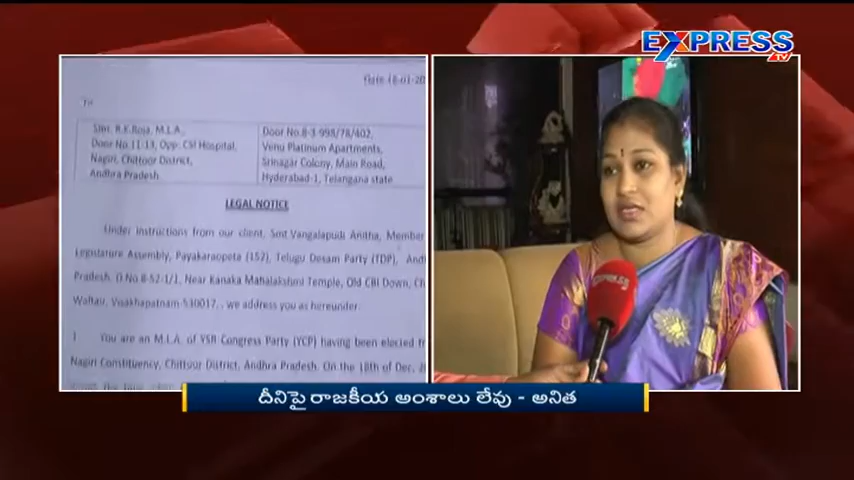 EXPRESS
TV
Date 18-01-20
To
Smt. R.K.Roja, M.L.A.,
Door No.11-13, Opp: CSI Hospital,
Nagiri, Chittoor District,
Andhra Pradesh.
Door No.8-3-998/78/402,
Venu Platinum Apartments,
Srinagar Colony, Main Road,
Hyderabad-1, Telangana state
LEGAL NOTICE
Under instructions from our client, Smt.Vangalapudi Anitha, Member
Legislature Assembly, Payakaraopeta (152), Telugu Desam Party (TDP), And
Pradesh. D.No.8-52-1/1, Near Kanaka Mahalakshmi Temple, Old CBI Down, Ch
Waltair, Visakhapatnam-530017, we address you as hereunder
1 You are an M.L.A. of YSR Congress Party (YCP) having been elected fr
Nagiri Constituency, Chittoor District, Andhra Pradesh. On the 18th of Dec, 2
EXPRESS
దీనిపై రాజకీయ అంశాలు లేవు - అనిత